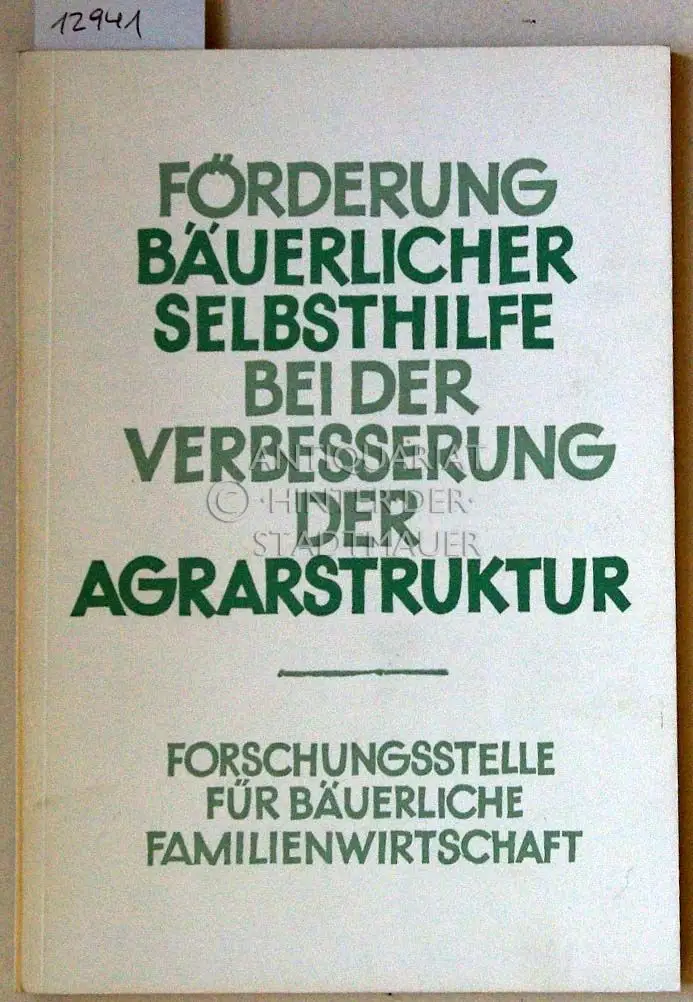 12941
FÖRDERUNG
BÄUERLICHER
SELBSTHILFE
BEI DER
VERBESSERUNG
DER
AGRARSTRUKTUR
FORSCHUNGSSTELLE
FÜR BÄUERLICHE
FAMILIENWIRTSCHAFT
© ANTIQUARIAT
·HINTER·DER·
STADTMAUER